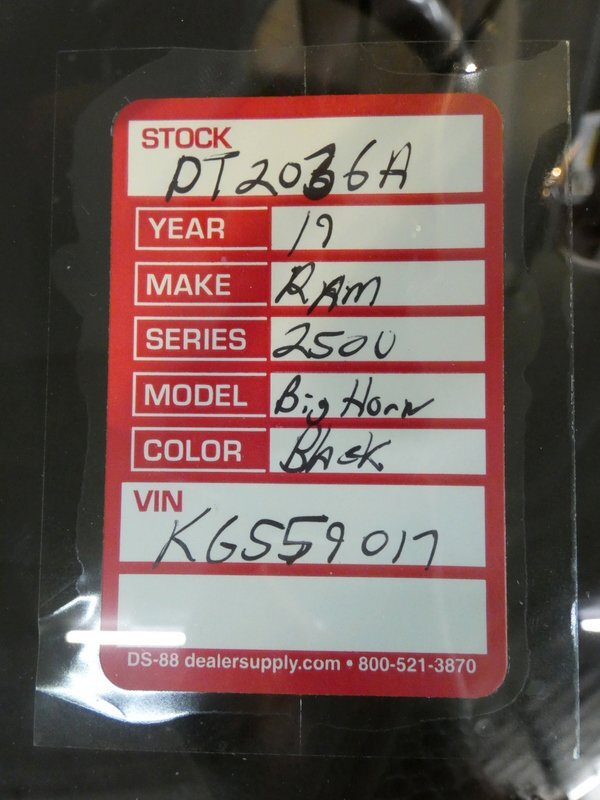 STOCK
DT2036A
YEAR 19
MAKE RAM
SERIES 2500
MODEL Big Horn
COLOR Black
VIN
KG559017
DS-88 dealersupply.com • 800-521-3870